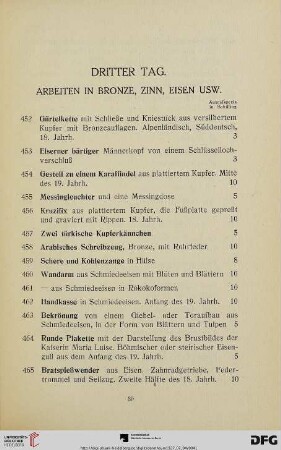 DRITTER TAG.
ARBEITEN IN BRONZE, ZINN, EISEN USW.
Ausrufspreis
in Schilling
452 Gürtelkette mit Schließe und Kniestück aus versilbertem
Kupfer mit Bronzeauflagen. Alpenländisch, Süddeutsch,
18. Jahrh. 3
453 Eiserner bärtiger Männerkopf von einem Schlüsselloch-
verschluß 3
454 Gestell zu einem Karaffindel aus plattiertem Kupfer. Mitte
des 19. Jahrh. 10
455 Messingleuchter und eine Messingdose 5
456 Kruzifix aus plattiertem Kupfer, die Fußplatte gepreßt
und graviert mit Rippen. 18. Jahrh. 10
457 Zwei türkische Kupferkännchen 5
458 Arabisches Schreibzeug, Bronze, mit Rohrfeder 10
459 Schere und Kohlenzange in Hülse 8
460 Wandarm aus Schmiedeeisen mit Blüten und Blättern 10
461 — aus Schmiedeeisen in Rokokoformen 10
462 Handkasse in Schmiedeeisen. Anfang des 19. Jahrh. 10
463 Bekrönung von einem Giebel- oder Toraufbau aus
Schmiedeeisen, in der Form von Blättern und Tulpen 5
464 Runde Plakette mit der Darstellung des Brustbildes der
Kaiserin Maria Luise. Böhmischer oder steirischer Eisen-
guß aus dem Anfang des 19. Jahrh. 5
465 Bratspießwender aus Eisen. Zahnradgetriebe, Feder-
trommel und Seilzug. Zweite Hälfte des 18. Jahrh. 10
UNIVERSITÄTS-
BIBLIOTHEK
HEIDELBERG
DFG